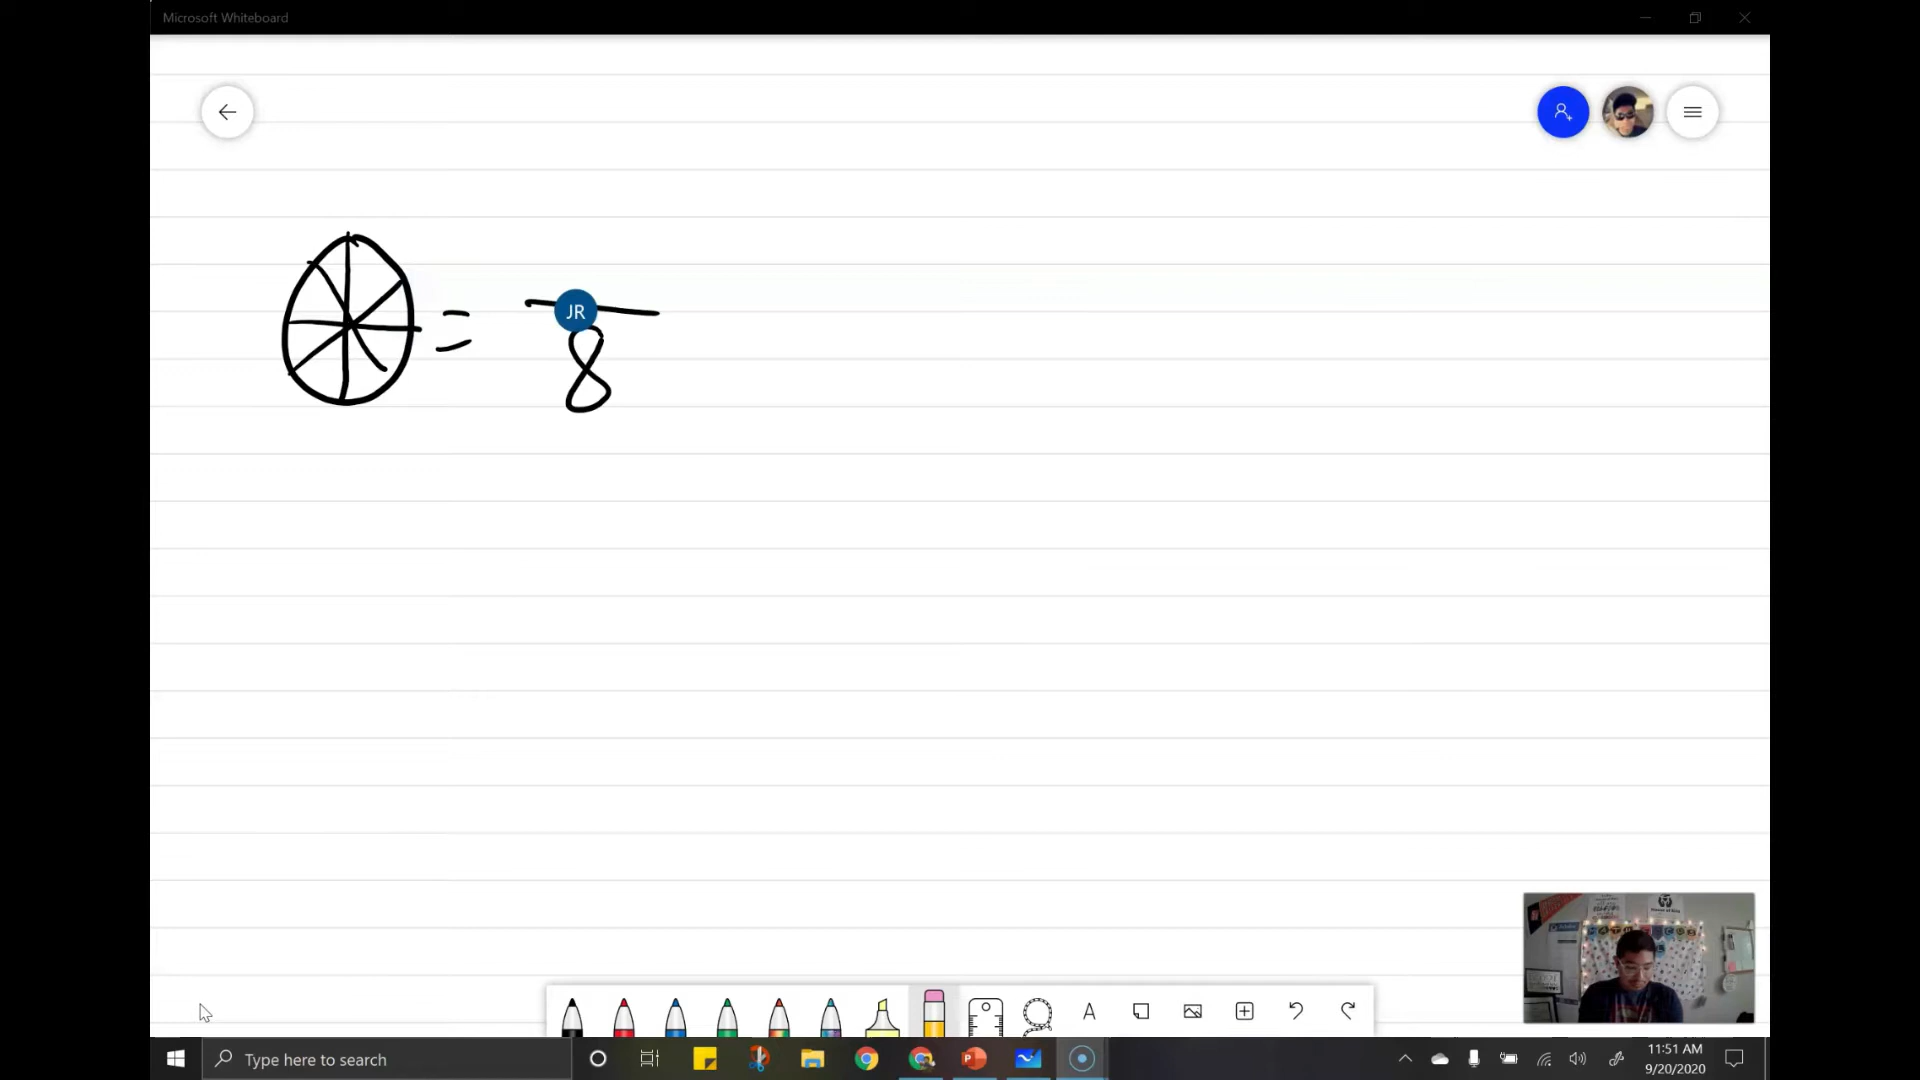 Microsoft Whiteboard
= 
JR
8
A
Type here to search
11:51 AM
9/20/2020